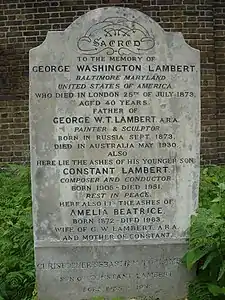 SACRED
TO THE MEMORY OF
GEORGE WASHINGTON LAMBERT
BALTIMORE MARYLAND
UNITED STATES OF AMERICA
WHO DIED IN LONDON 25TH OF JULY 1873
AGED 40 YEARS
FATHER OF
GEORGE W.T. LAMBERT A.R.A.
PAINTER & SCULPTOR
BORN IN RUSSIA SEPT. 1873
DIED IN AUSTRALIA MAY 1930
ALSO
HERE LIE THE ASHES OF HIS YOUNGER SON
CONSTANT LAMBERT
COMPOSER AND CONDUCTOR
BORN 1905 – DIED 1951
REST IN PEACE
HERE ALSO LIE THE ASHES OF
AMELIA BEATRICE
BORN 1872 – DIED 1963
WIFE OF G.W. LAMBERT, A.R.A.
AND MOTHER OF CONSTANT
CONSTANT LAMBERT